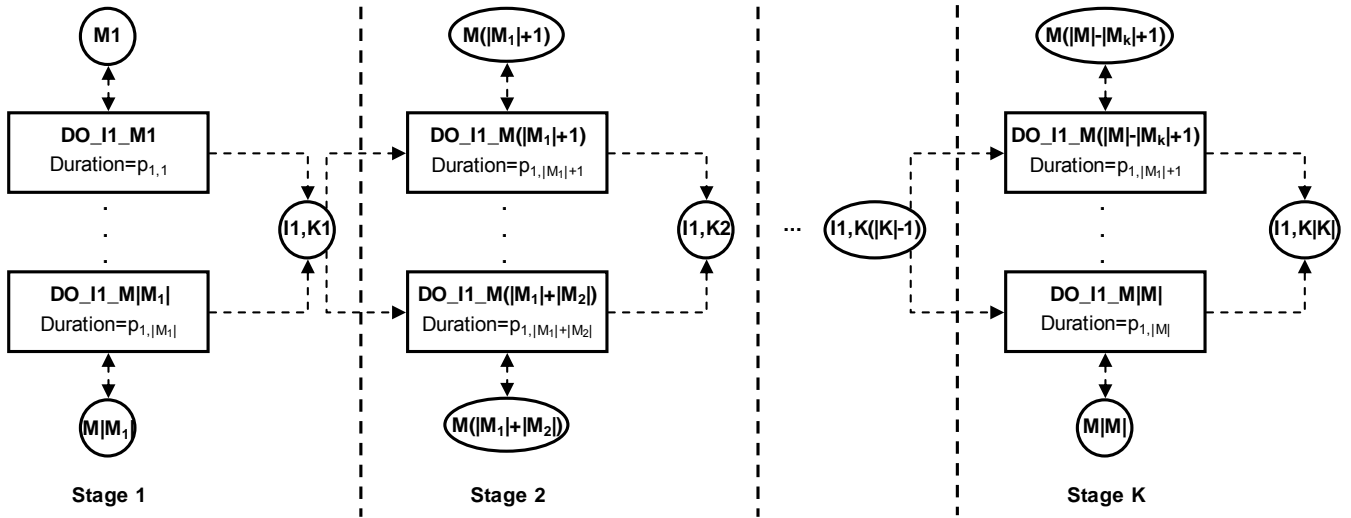 M1
M(|M₁|+1)
M(|M|-|Mₖ|+1)
DO_I1_M1
Duration=p₁,₁
DO_I1_M(|M₁|+1)
Duration=p₁,|M₁|+1
DO_I1_M(|M|-|Mₖ|+1)
Duration=p₁,|M₁|+1
I1,K1
I1,K2
...
I1,K(|K|-1)
I1,K|K|
DO_I1_M|M₁|
Duration=p₁,|M₁|
DO_I1_M(|M₁|+|M₂|)
Duration=p₁,|M₁|+|M₂|
DO_I1_M|M|
Duration=p₁,|M|
M|M₁|
M(|M₁|+|M₂|)
M|M|
Stage 1
Stage 2
Stage K